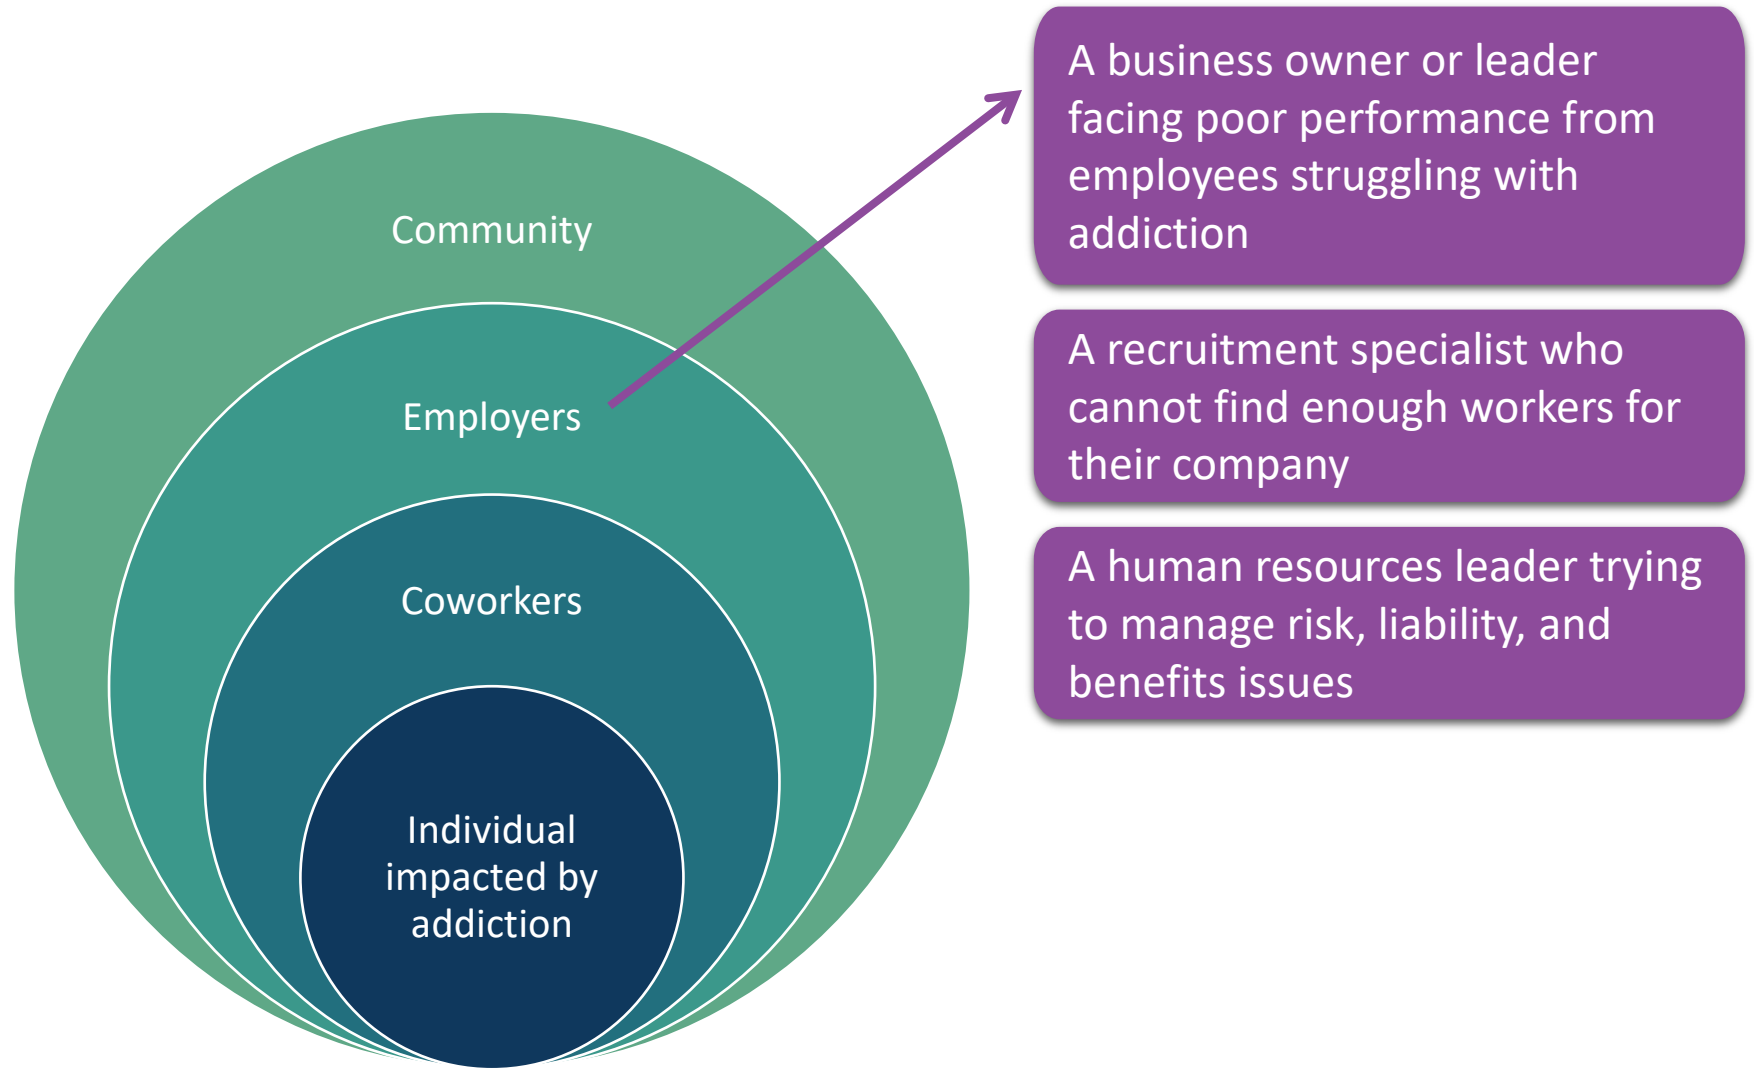 Community
Employers
Coworkers
Individual
impacted by
addiction
A business owner or leader
facing poor performance from
employees struggling with
addiction
A recruitment specialist who
cannot find enough workers for
their company
A human resources leader trying
to manage risk, liability, and
benefits issues